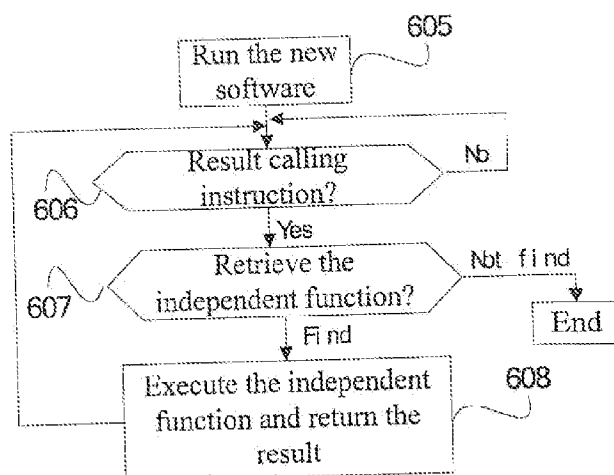 605
Run the new
software
Result calling
instruction?
No
606
Yes
Retrieve the
independent function?
Not find
607
Find
End
Execute the independent
function and return the
result
608